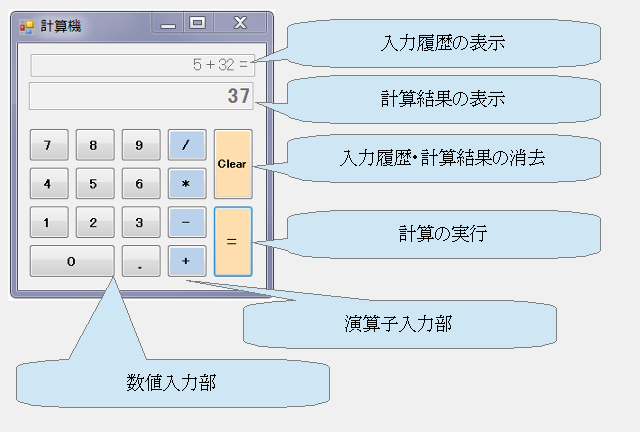 計算機
5 + 32 =
37
7 8 9 / Clear
4 5 6 *
1 2 3 - =
0 . +
入力履歴の表示
計算結果の表示
入力履歴・計算結果の消去
計算の実行
演算子入力部
数値入力部